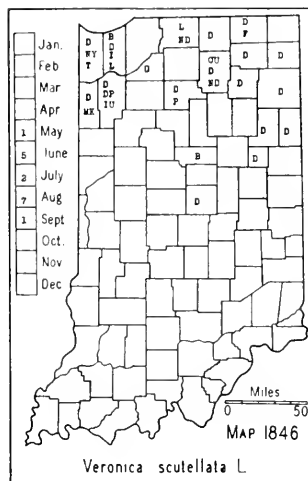 Jan.
Feb
Mar
Apr
1 May
5 June
2 July
7 Aug
1 Sept
Oct.
Nov
Dec
D
NY
T
B
D
I
L
L
ND
D
D
F
D
OU
D
ND
D
D
D
MK
D
DP
IU
D
P
D
D
B
D
D
Miles
0 50
MAP 1846
Veronica scutellata L